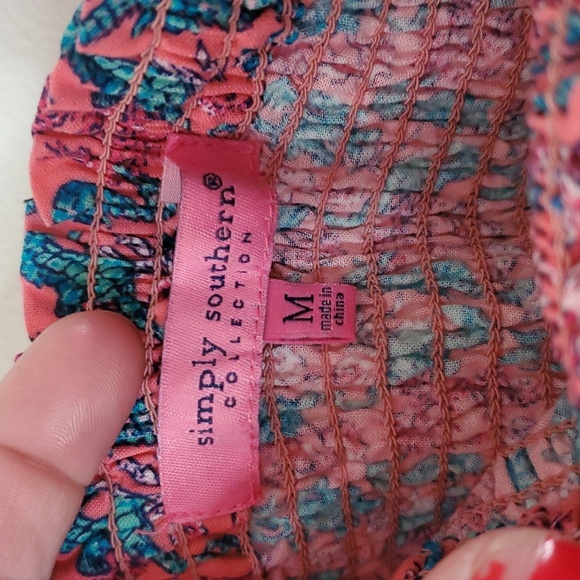 simply southern®
COLLECTION
M
made in
china